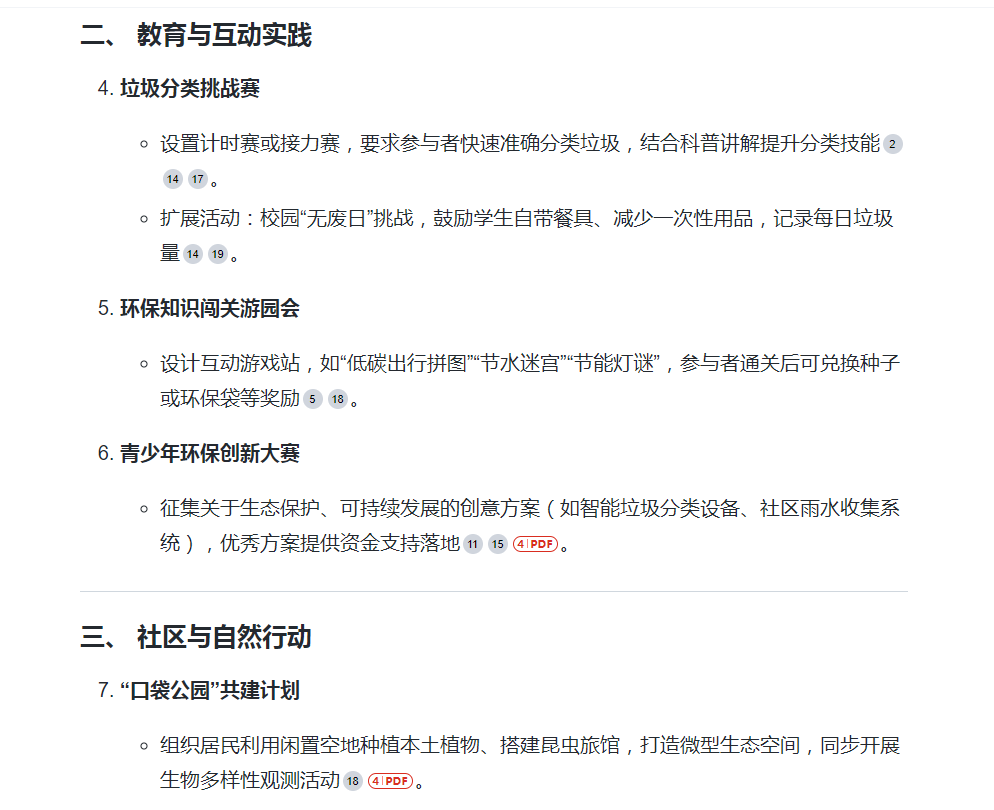 二、 教育与互动实践
4. 垃圾分类挑战赛
○ 设置计时赛或接力赛，要求参与者快速准确分类垃圾，结合科普讲解提升分类技能 2
14 17 。
○ 扩展活动：校园“无废日”挑战，鼓励学生自带餐具、减少一次性用品，记录每日垃圾
量 14 19 。
5. 环保知识闯关游园会
○ 设计互动游戏站，如“低碳出行拼图”“节水迷宫”“节能灯谜”，参与者通关后可兑换种子
或环保袋等奖励 5 18 。
6. 青少年环保创新大赛
○ 征集关于生态保护、可持续发展的创意方案（如智能垃圾分类设备、社区雨水收集系
统），优秀方案提供资金支持落地 11 15 4|PDF 。
三、 社区与自然行动
7. “口袋公园”共建计划
○ 组织居民利用闲置空地种植本土植物、搭建昆虫旅馆，打造微型生态空间，同步开展
生物多样性观测活动 18 4|PDF 。